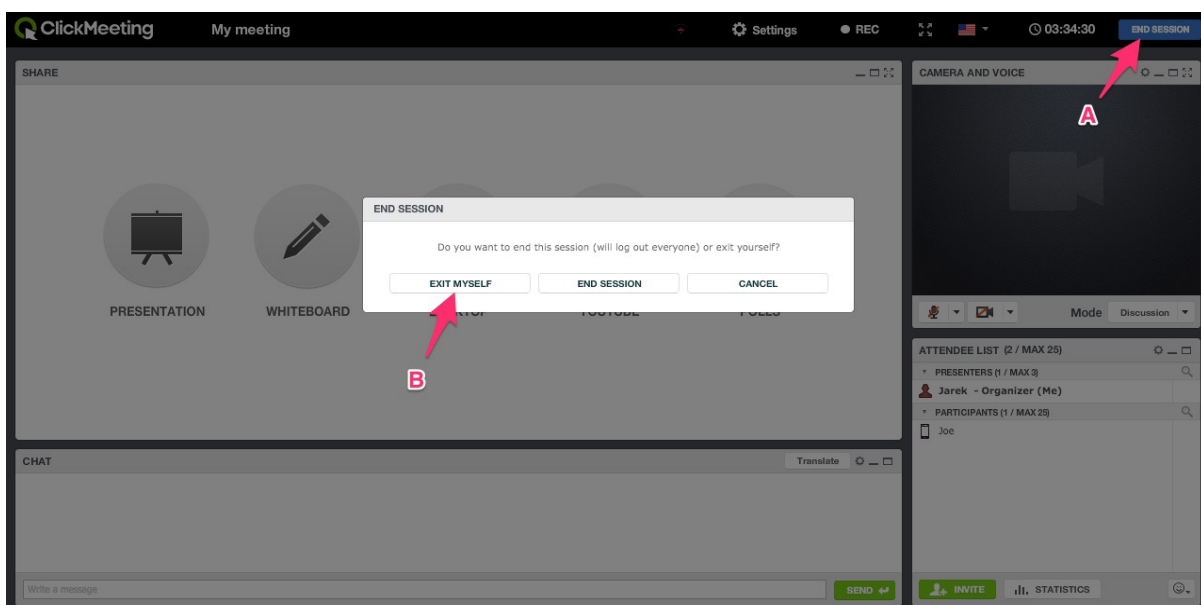 ClickMeeting
My meeting
Settings
REC
03:34:30
END SESSION
SHARE
CAMERA AND VOICE
A
END SESSION
Do you want to end this session (will log out everyone) or exit yourself?
EXIT MYSELF
END SESSION
CANCEL
PRESENTATION
WHITEBOARD
DESKTOP
YOUTUBE
POLLS
B
Mode
Discussion
ATTENDEE LIST (2 / MAX 25)
PRESENTERS (1 / MAX 3)
Jarek - Organizer (Me)
PARTICIPANTS (1 / MAX 25)
Joe
CHAT
Translate
Write a message
SEND
INVITE
STATISTICS